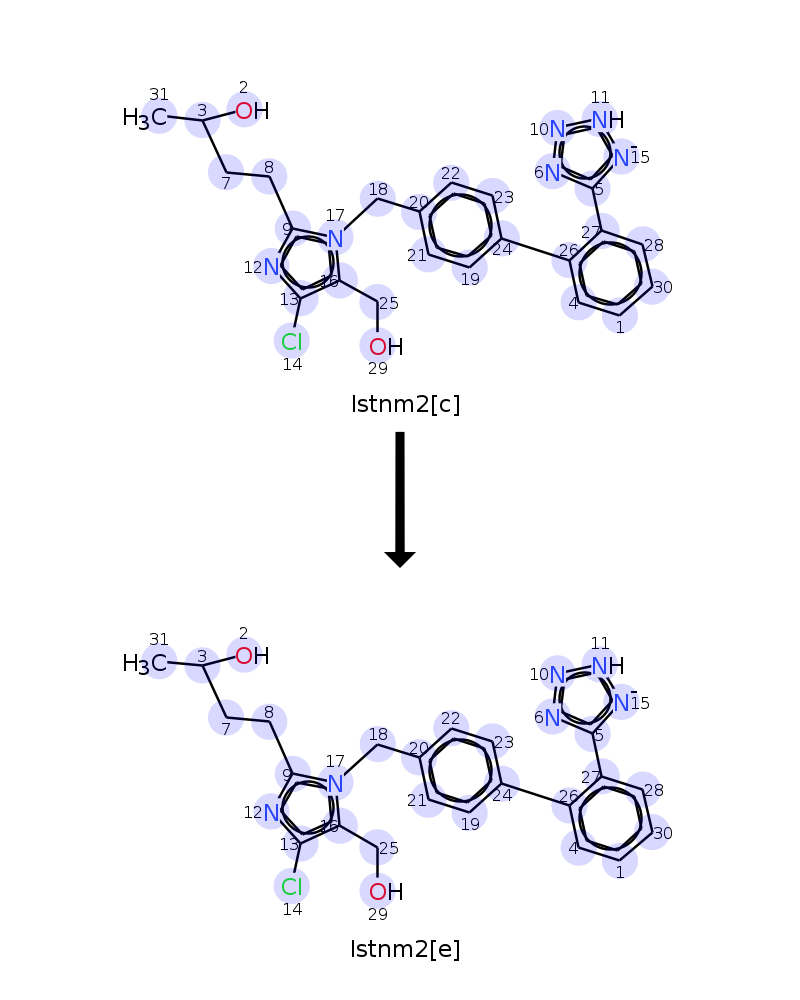 31 2
H3C 3 OH
7 8
9 17 18
12 N N
13 16 25
Cl OH
14 29
20 22 23
21 19 24
11
10 N NH
6 N N- 15
5
27 28
26 30
4 1
lstnm2[c]
31 2
H3C 3 OH
7 8
9 17 18
12 N N
13 16 25
Cl OH
14 29
20 22 23
21 19 24
11
10 N NH
6 N N- 15
5
27 28
26 30
4 1
lstnm2[e]